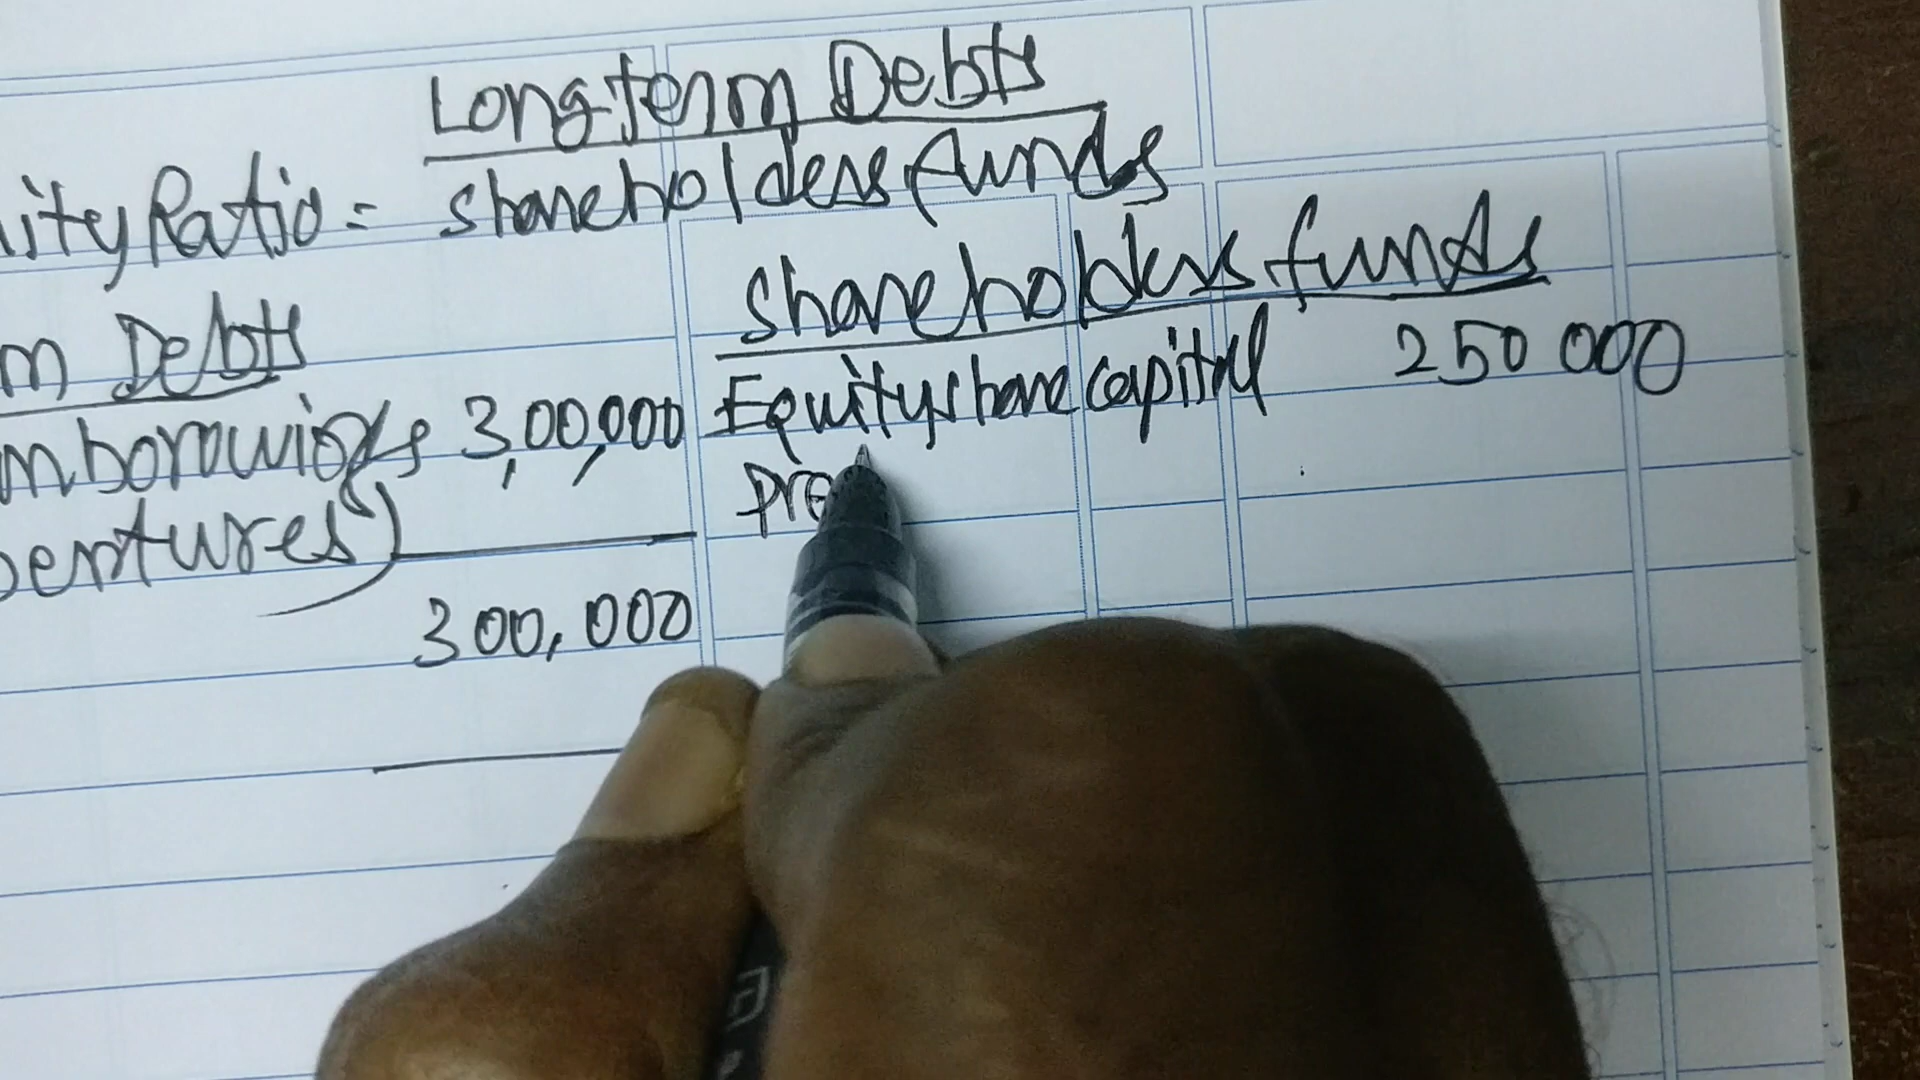 Long-term Debts
ity Ratio = shareholders funds
shareholders funds
m Debts
Equity share capital 250 000
m borrowings 3,00,000
pre
entures)
300,000